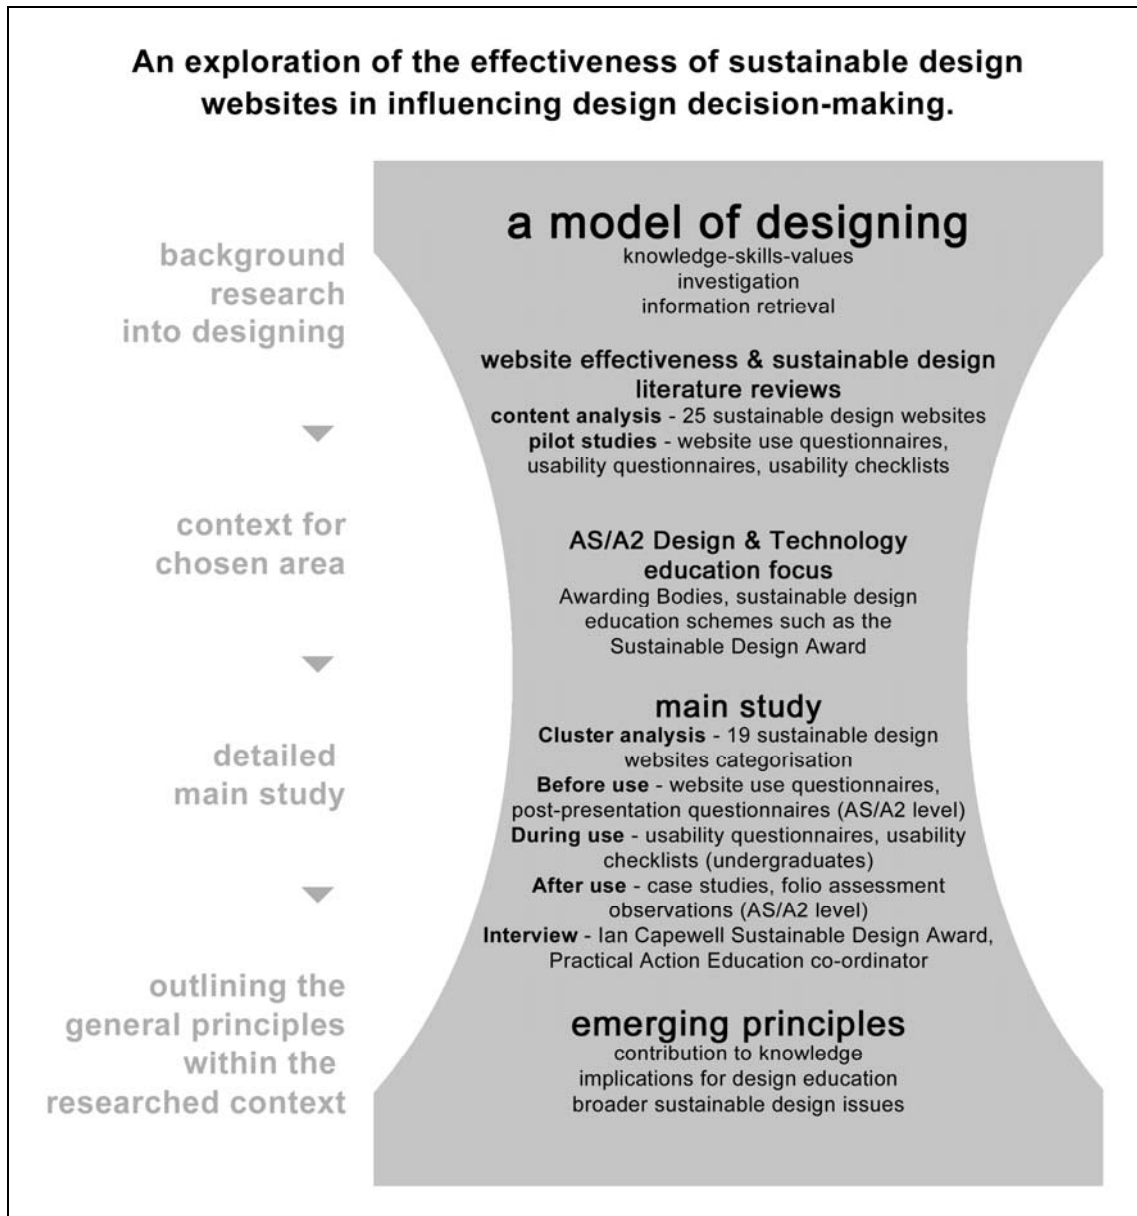 An exploration of the effectiveness of sustainable design
websites in influencing design decision-making.
background
research
into designing
context for
chosen area
detailed
main study
outlining the
general principles
within the
researched context
a model of designing
knowledge-skills-values
investigation
information retrieval
website effectiveness & sustainable design
literature reviews
content analysis - 25 sustainable design websites
pilot studies - website use questionnaires,
usability questionnaires, usability checklists
AS/A2 Design & Technology
education focus
Awarding Bodies, sustainable design
education schemes such as the
Sustainable Design Award
main study
Cluster analysis - 19 sustainable design
websites categorisation
Before use - website use questionnaires,
post-presentation questionnaires (AS/A2 level)
During use - usability questionnaires, usability
checklists (undergraduates)
After use - case studies, folio assessment
observations (AS/A2 level)
Interview - Ian Capewell Sustainable Design Award,
Practical Action Education co-ordinator
emerging principles
contribution to knowledge
implications for design education
broader sustainable design issues